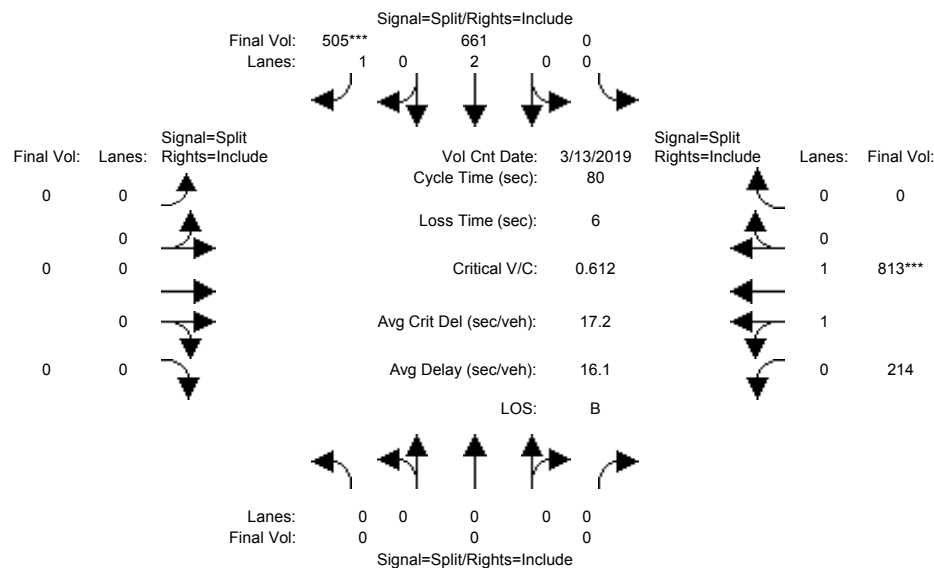 Signal=Split/Rights=Include
Final Vol: 505*** 661 0
Lanes: 1 0 2 0 0
Signal=Split
Final Vol: Lanes: Rights=Include
Vol Cnt Date: 3/13/2019
Signal=Split
Rights=Include Lanes: Final Vol:
Cycle Time (sec): 80
0 0 0 0
Loss Time (sec): 6
0 0
0 0 Critical V/C: 0.612 1 813***
0 Avg Crit Del (sec/veh): 17.2 1
0 0 Avg Delay (sec/veh): 16.1 0 214
LOS: B
Lanes: 0 0 0 0 0
Final Vol: 0 0 0
Signal=Split/Rights=Include